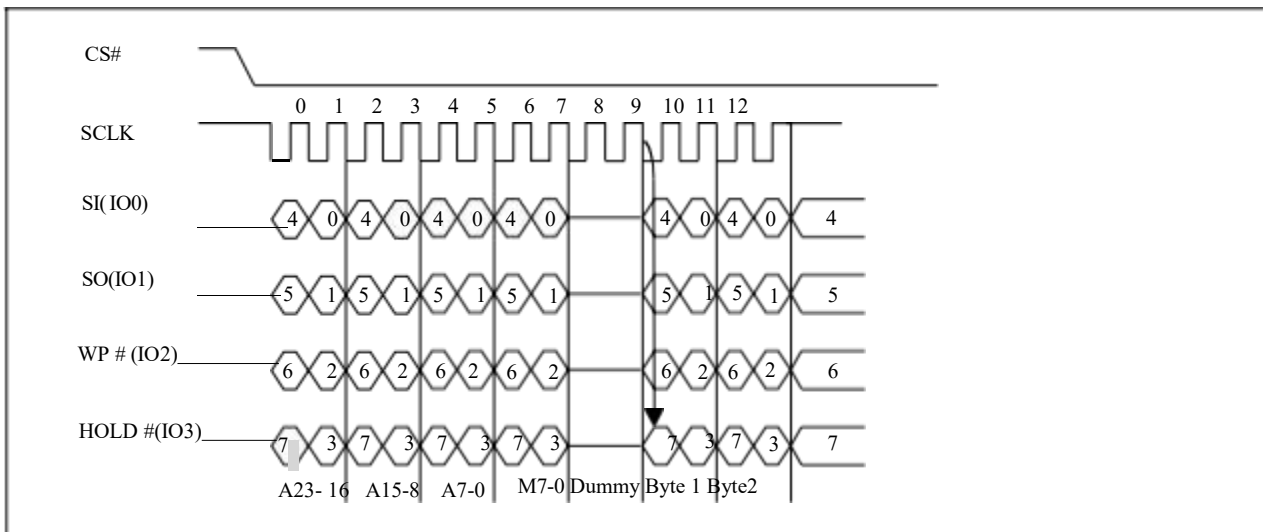 CS#
0 1 2 3 4 5 6 7 8 9 10 11 12
SCLK
SI( IO0)
4 0 4 0 4 0 4 0 4 0 4 0 4
SO(IO1)
5 1 5 1 5 1 5 1 5 1 5 1 5
WP # (IO2)
6 2 6 2 6 2 6 2 6 2 6 2 6
HOLD #(IO3)
7 3 7 3 7 3 7 3 7 3 7 3 7
A23- 16 A15-8 A7-0 M7-0 Dummy Byte 1 Byte2